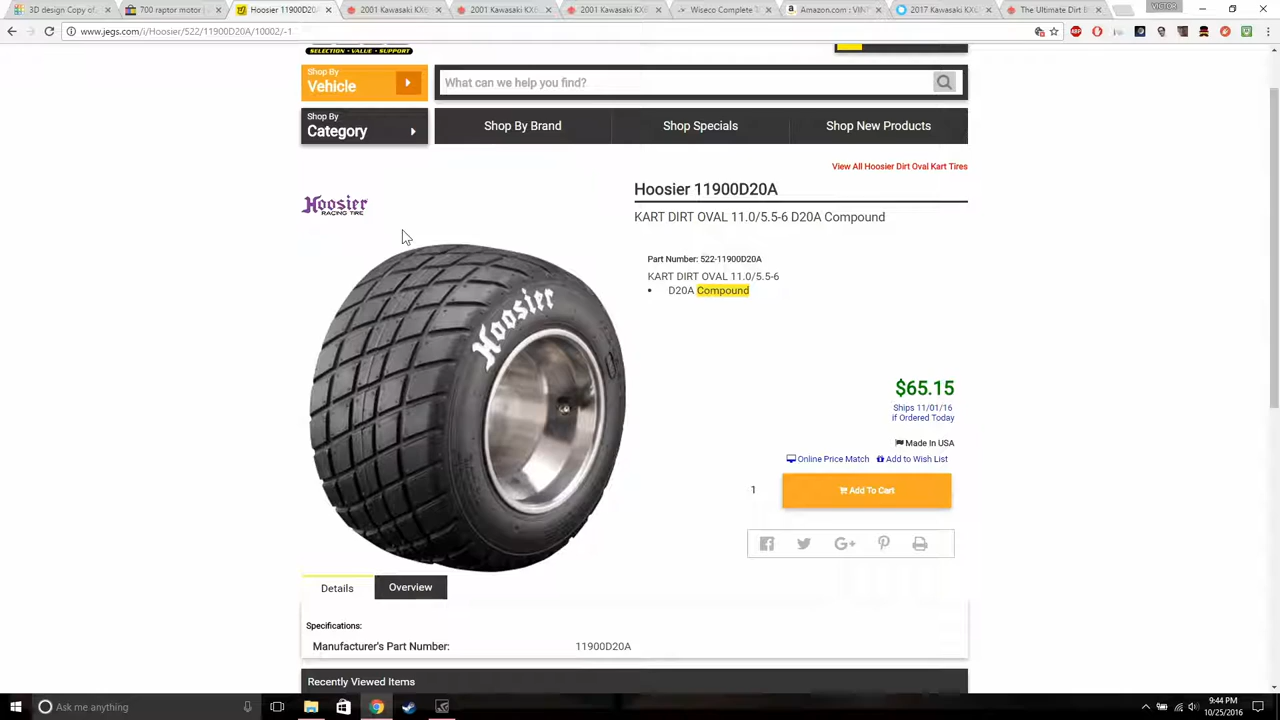 3D design Copy of
700 raptor motor
Hoosier 11900D20A
2001 Kawasaki KX
2001 Kawasaki KX
2001 Kawasaki KX
Wiseco Complete T
Amazon.com : VINT
2017 Kawasaki KX
The Ultimate Dirt B
www.jegs.com/i/Hoosier/522/11900D20A/10002/-1
SELECTION • VALUE • SUPPORT
Shop By
Vehicle
What can we help you find?
Shop By
Category
Shop By Brand
Shop Specials
Shop New Products
View All Hoosier Dirt Oval Kart Tires
Hoosier
RACING TIRE
Hoosier 11900D20A
KART DIRT OVAL 11.0/5.5-6 D20A Compound
Part Number: 522-11900D20A
KART DIRT OVAL 11.0/5.5-6
• D20A Compound
Hoosier
$65.15
Ships 11/01/16
if Ordered Today
Made In USA
Online Price Match
Add to Wish List
1
Add To Cart
Details
Overview
Specifications:
Manufacturer's Part Number:
11900D20A
Recently Viewed Items
Ask me anything
9:44 PM
10/25/2016